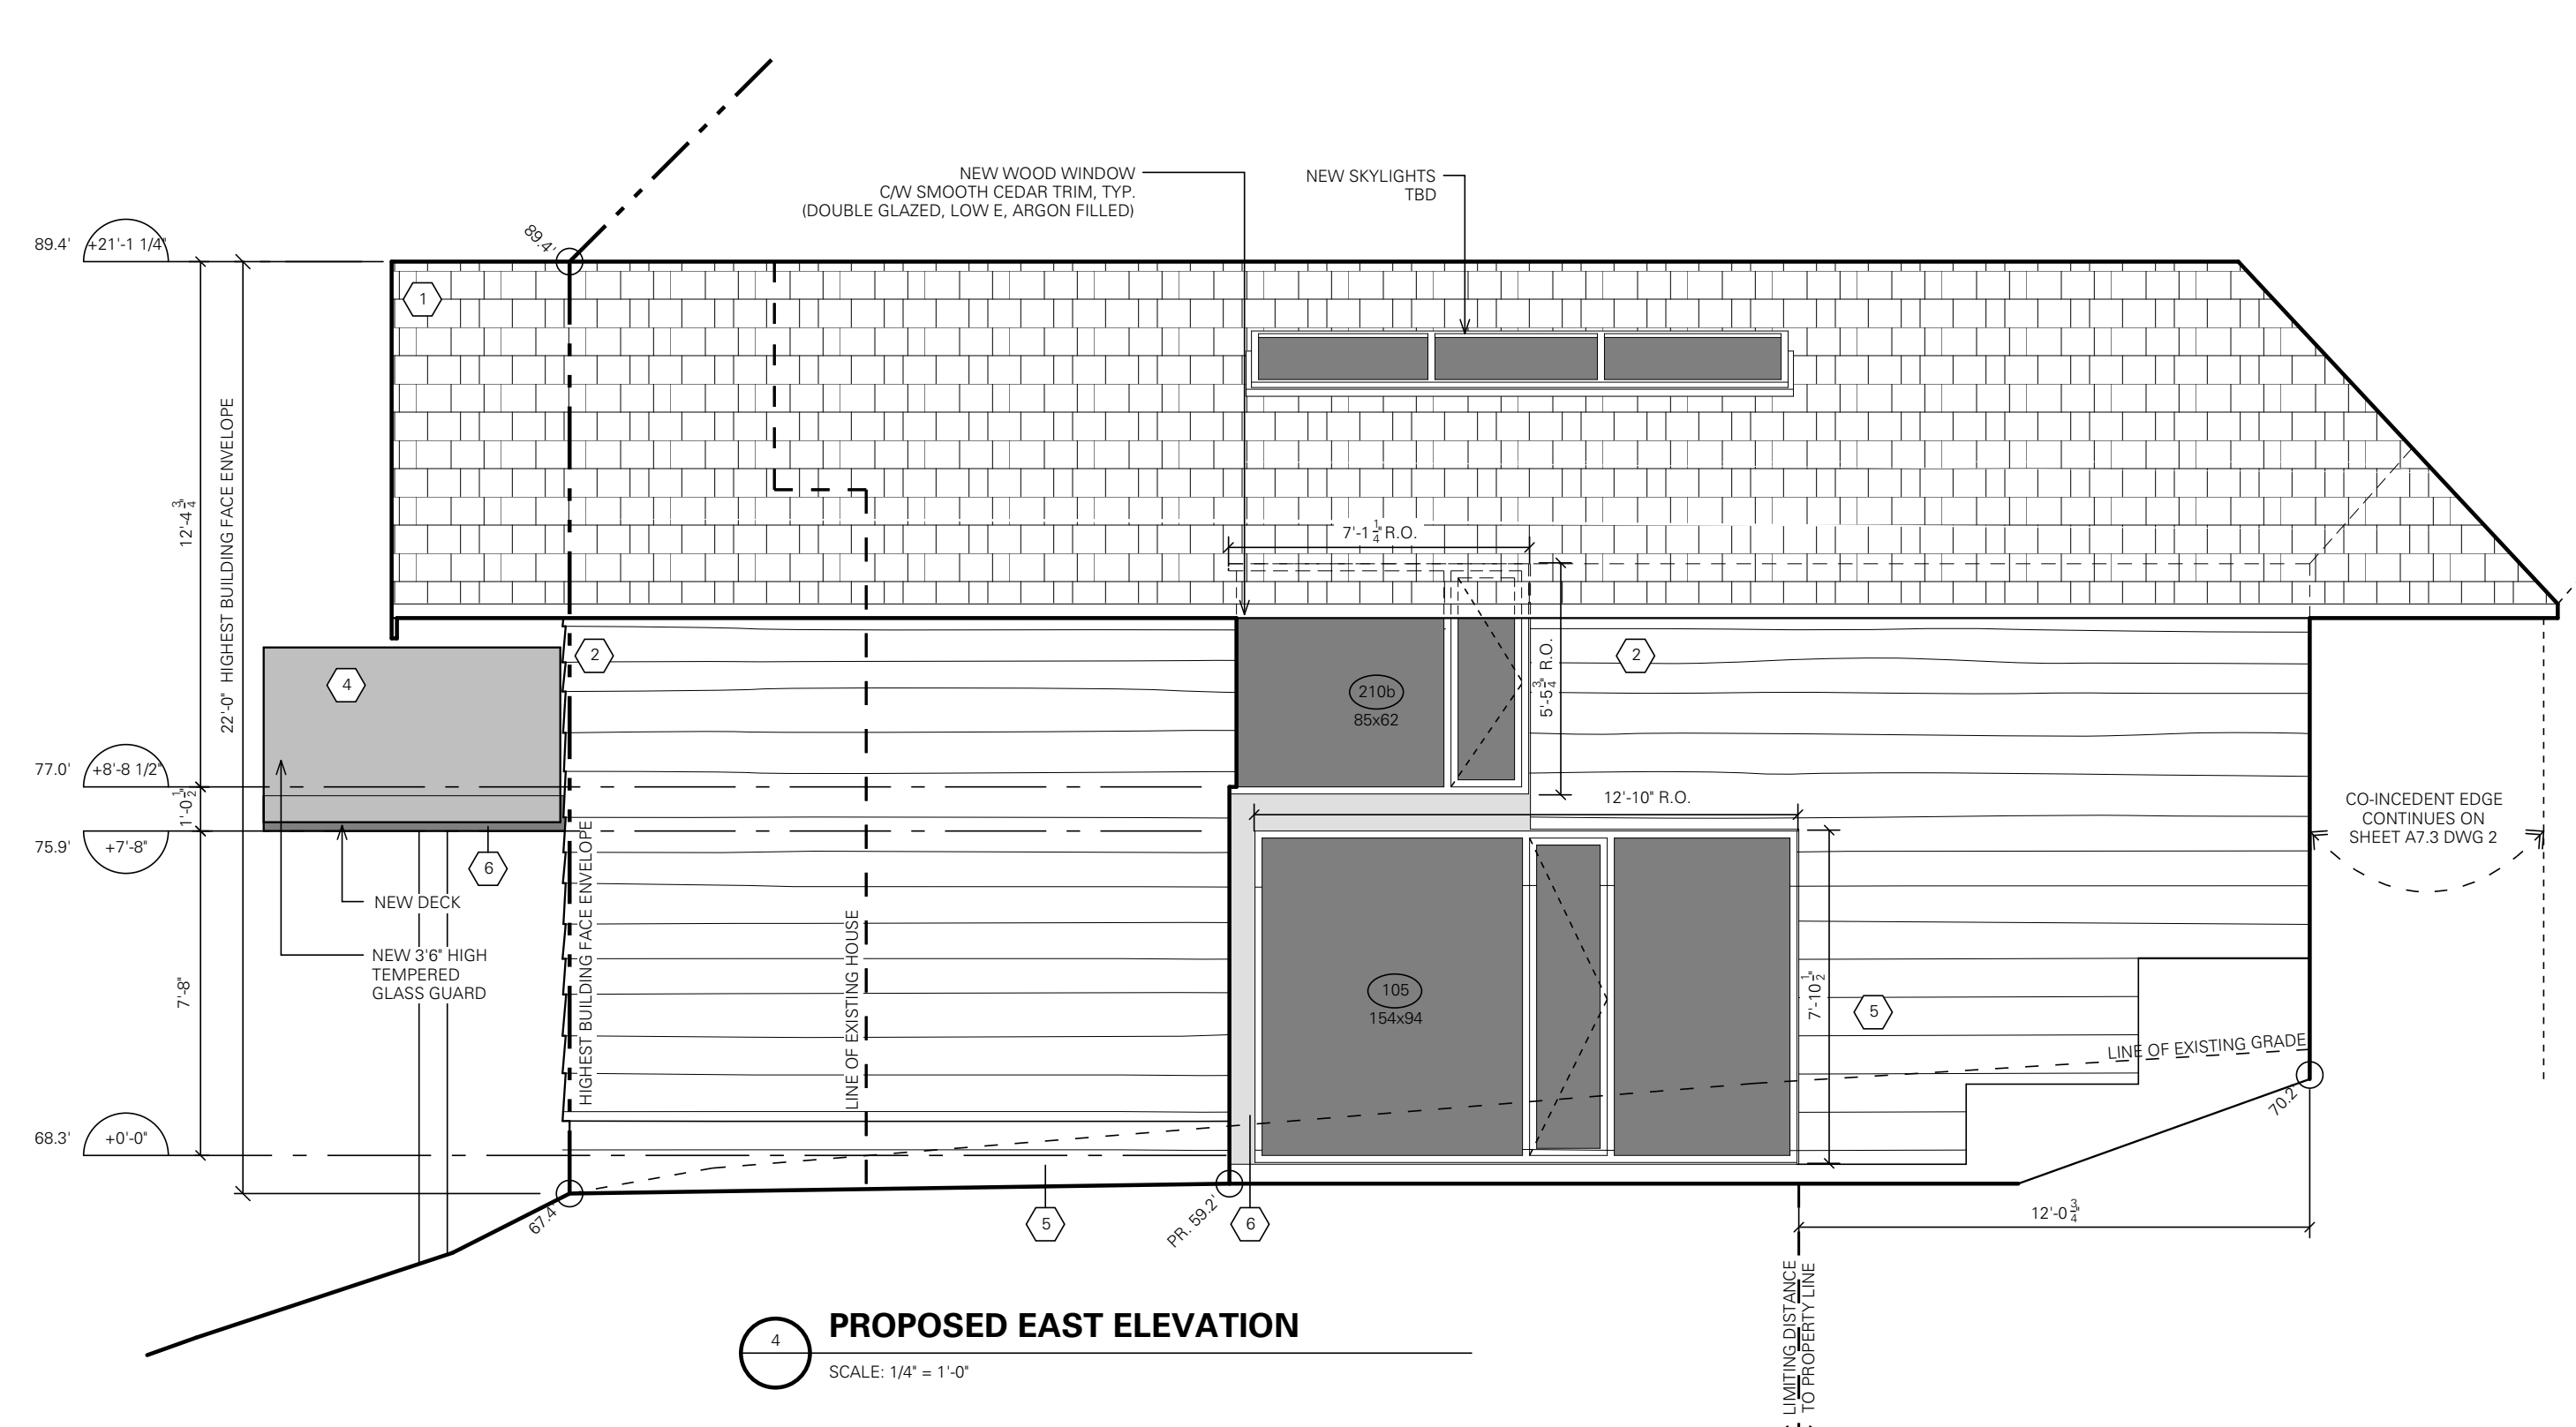 NEW WOOD WINDOW
C/W SMOOTH CEDAR TRIM, TYP.
(DOUBLE GLAZED, LOW E, ARGON FILLED)
NEW SKYLIGHTS
TBD
89.4'
+21'-1 1/4"
89.4'
1
22'-0" HIGHEST BUILDING FACE ENVELOPE
12'-4 3/4"
7'-1 1/4" R.O.
2
2
5'-5 3/4" R.O.
4
210b
85x62
77.0'
+8'-8 1/2"
1'-0 1/2"
12'-10" R.O.
CO-INCEDENT EDGE
CONTINUES ON
SHEET A7.3 DWG 2
75.9'
+7'-8"
6
NEW DECK
NEW 3'6" HIGH
TEMPERED
GLASS GUARD
7'-8"
HIGHEST BUILDING FACE ENVELOPE
LINE OF EXISTING HOUSE
105
154x94
7'-10 1/2"
5
LINE OF EXISTING GRADE
70.2'
68.3'
+0'-0"
67.4'
5
PR. 59.2'
6
12'-0 3/4"
LIMITING DISTANCE
TO PROPERTY LINE
4
PROPOSED EAST ELEVATION
SCALE: 1/4" = 1'-0"